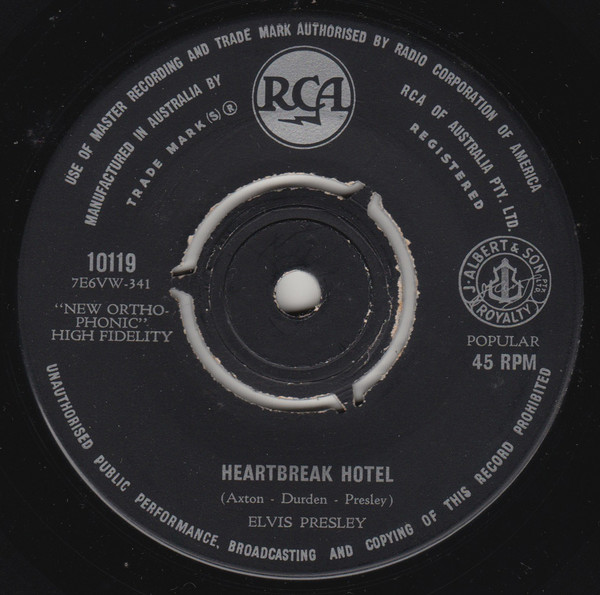 USE OF MASTER RECORDING AND TRADE MARK AUTHORISED BY RADIO CORPORATION OF AMERICA
MANUFACTURED IN AUSTRALIA BY
RCA OF AUSTRALIA PTY. LTD.
TRADE MARK(S)®
REGISTERED
RCA
10119
7E6VW-341
"NEW ORTHO-
PHONIC"
HIGH FIDELITY
J. ALBERT & SON
PTY. LTD.
ROYALTY
POPULAR
45 RPM
HEARTBREAK HOTEL
(Axton - Durden - Presley)
ELVIS PRESLEY
UNAUTHORISED PUBLIC PERFORMANCE, BROADCASTING AND COPYING OF THIS RECORD PROHIBITED